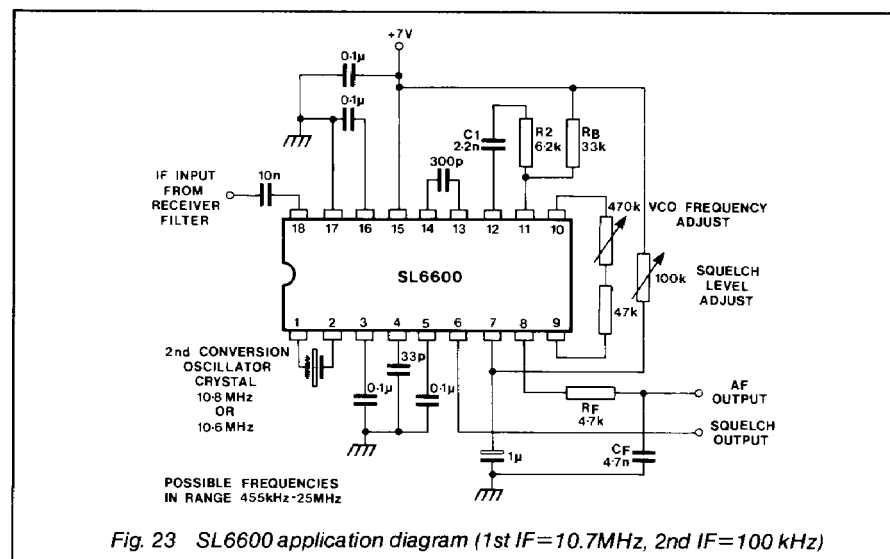 +7V
0·1µ
0·1µ
C1
2·2n
R2
6·2k
RB
33k
300p
IF INPUT
FROM
RECEIVER
FILTER
10n
470k
VCO FREQUENCY
ADJUST
18
17
16
15
14
13
12
11
10
SL6600
100k
SQUELCH
LEVEL
ADJUST
47k
1
2
3
4
5
6
7
8
9
2nd CONVERSION
OSCILLATOR
CRYSTAL
10·8 MHz
OR
10·6 MHz
0·1µ
33p
0·1µ
RF
4·7k
AF
OUTPUT
SQUELCH
OUTPUT
1µ
CF
4·7n
POSSIBLE FREQUENCIES
IN RANGE 455kHz-25MHz
Fig. 23 SL6600 application diagram (1st IF=10.7MHz, 2nd IF=100 kHz)